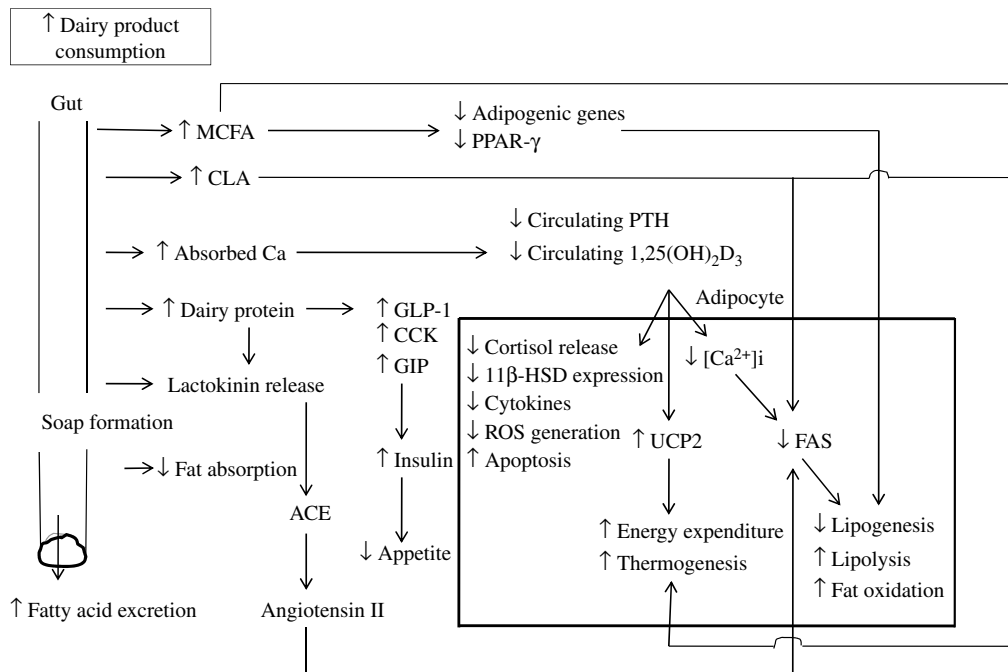 ↑ Dairy product
consumption
Gut
↑ MCFA
↓ Adipogenic genes
↓ PPAR-γ
↑ CLA
↓ Circulating PTH
↑ Absorbed Ca
↓ Circulating 1,25(OH)₂D₃
Adipocyte
↑ Dairy protein
↑ GLP-1
↑ CCK
↑ GIP
↓ Cortisol release
↓ 11β-HSD expression
↓ Cytokines
↓ ROS generation
↑ Apoptosis
↓ [Ca²⁺]i
Lactokinin release
Soap formation
↑ UCP2
↓ FAS
↓ Fat absorption
↑ Insulin
ACE
↑ Energy expenditure
↑ Thermogenesis
↓ Lipogenesis
↑ Lipolysis
↑ Fat oxidation
↓ Appetite
↑ Fatty acid excretion
Angiotensin II